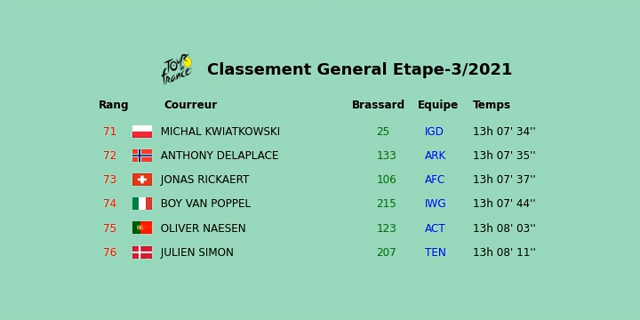 Tour de France
Classement General Etape-3/2021
Rang Courreur Brassard Equipe Temps
71 MICHAL KWIATKOWSKI 25 IGD 13h 07' 34''
72 ANTHONY DELAPLACE 133 ARK 13h 07' 35''
73 JONAS RICKAERT 106 AFC 13h 07' 37''
74 BOY VAN POPPEL 215 IWG 13h 07' 44''
75 OLIVER NAESEN 123 ACT 13h 08' 03''
76 JULIEN SIMON 207 TEN 13h 08' 11''